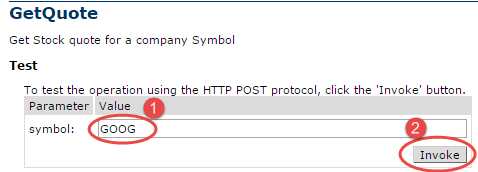 GetQuote
Get Stock quote for a company Symbol
Test
To test the operation using the HTTP POST protocol, click the 'Invoke' button.
Parameter Value 1
symbol: GOOG
2
Invoke